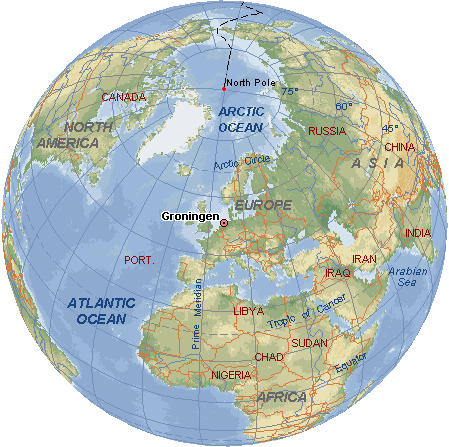 North Pole
75°
CANADA
60°
ARCTIC
OCEAN
NORTH
AMERICA
RUSSIA
45°
CHINA
ASIA
Arctic Circle
EUROPE
Groningen
INDIA
PORT.
IRAN
IRAQ
Arabian
Sea
Prime Meridian
ATLANTIC
OCEAN
LIBYA
Tropic of Cancer
SUDAN
CHAD
Equator
NIGERIA
AFRICA